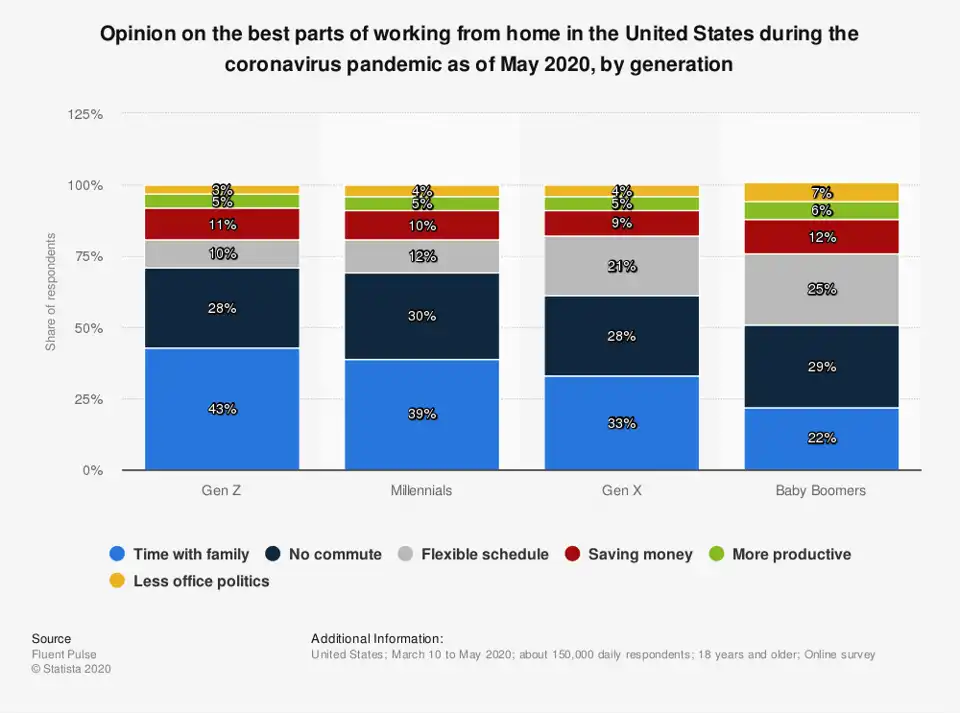 Opinion on the best parts of working from home in the United States during the
coronavirus pandemic as of May 2020, by generation
125%
100%
75%
50%
25%
0%
Share of respondents
3%
5%
11%
10%
28%
43%
4%
5%
10%
12%
30%
39%
4%
5%
9%
21%
28%
33%
7%
6%
12%
25%
29%
22%
Gen Z
Millennials
Gen X
Baby Boomers
Time with family
No commute
Flexible schedule
Saving money
More productive
Less office politics
Source
Fluent Pulse
© Statista 2020
Additional Information:
United States; March 10 to May 2020; about 150,000 daily respondents; 18 years and older; Online survey